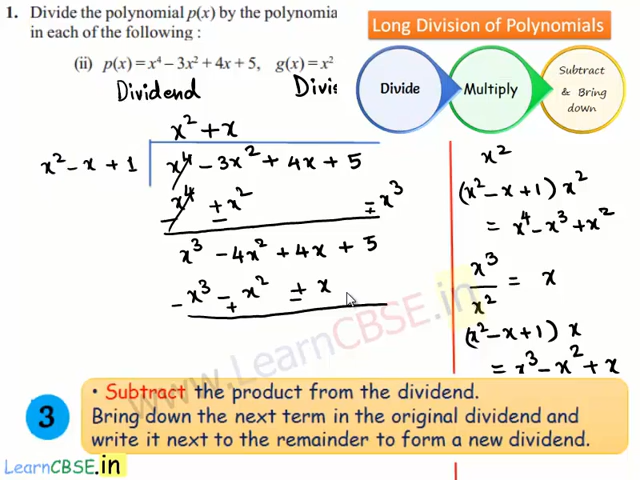 1. Divide the polynomial p(x) by the polynomia
in each of the following :
(ii) p(x) = x⁴ – 3x² + 4x + 5, g(x) = x²
Dividend Divis
Long Division of Polynomials
Divide
Multiply
Subtract
& Bring
down
x² + x
x² - x + 1 x⁴ - 3x² + 4x + 5
- x⁴ ± x² ∓ x³
x³ - 4x² + 4x + 5
- x³ ∓ x² ± x
x²
(x² - x + 1) x²
= x⁴ - x³ + x²
x³
x² = x
(x² - x + 1) x
= x³ - x² + x
www.LearnCBSE.in
3
• Subtract the product from the dividend.
Bring down the next term in the original dividend and
write it next to the remainder to form a new dividend.
LearnCBSE.in